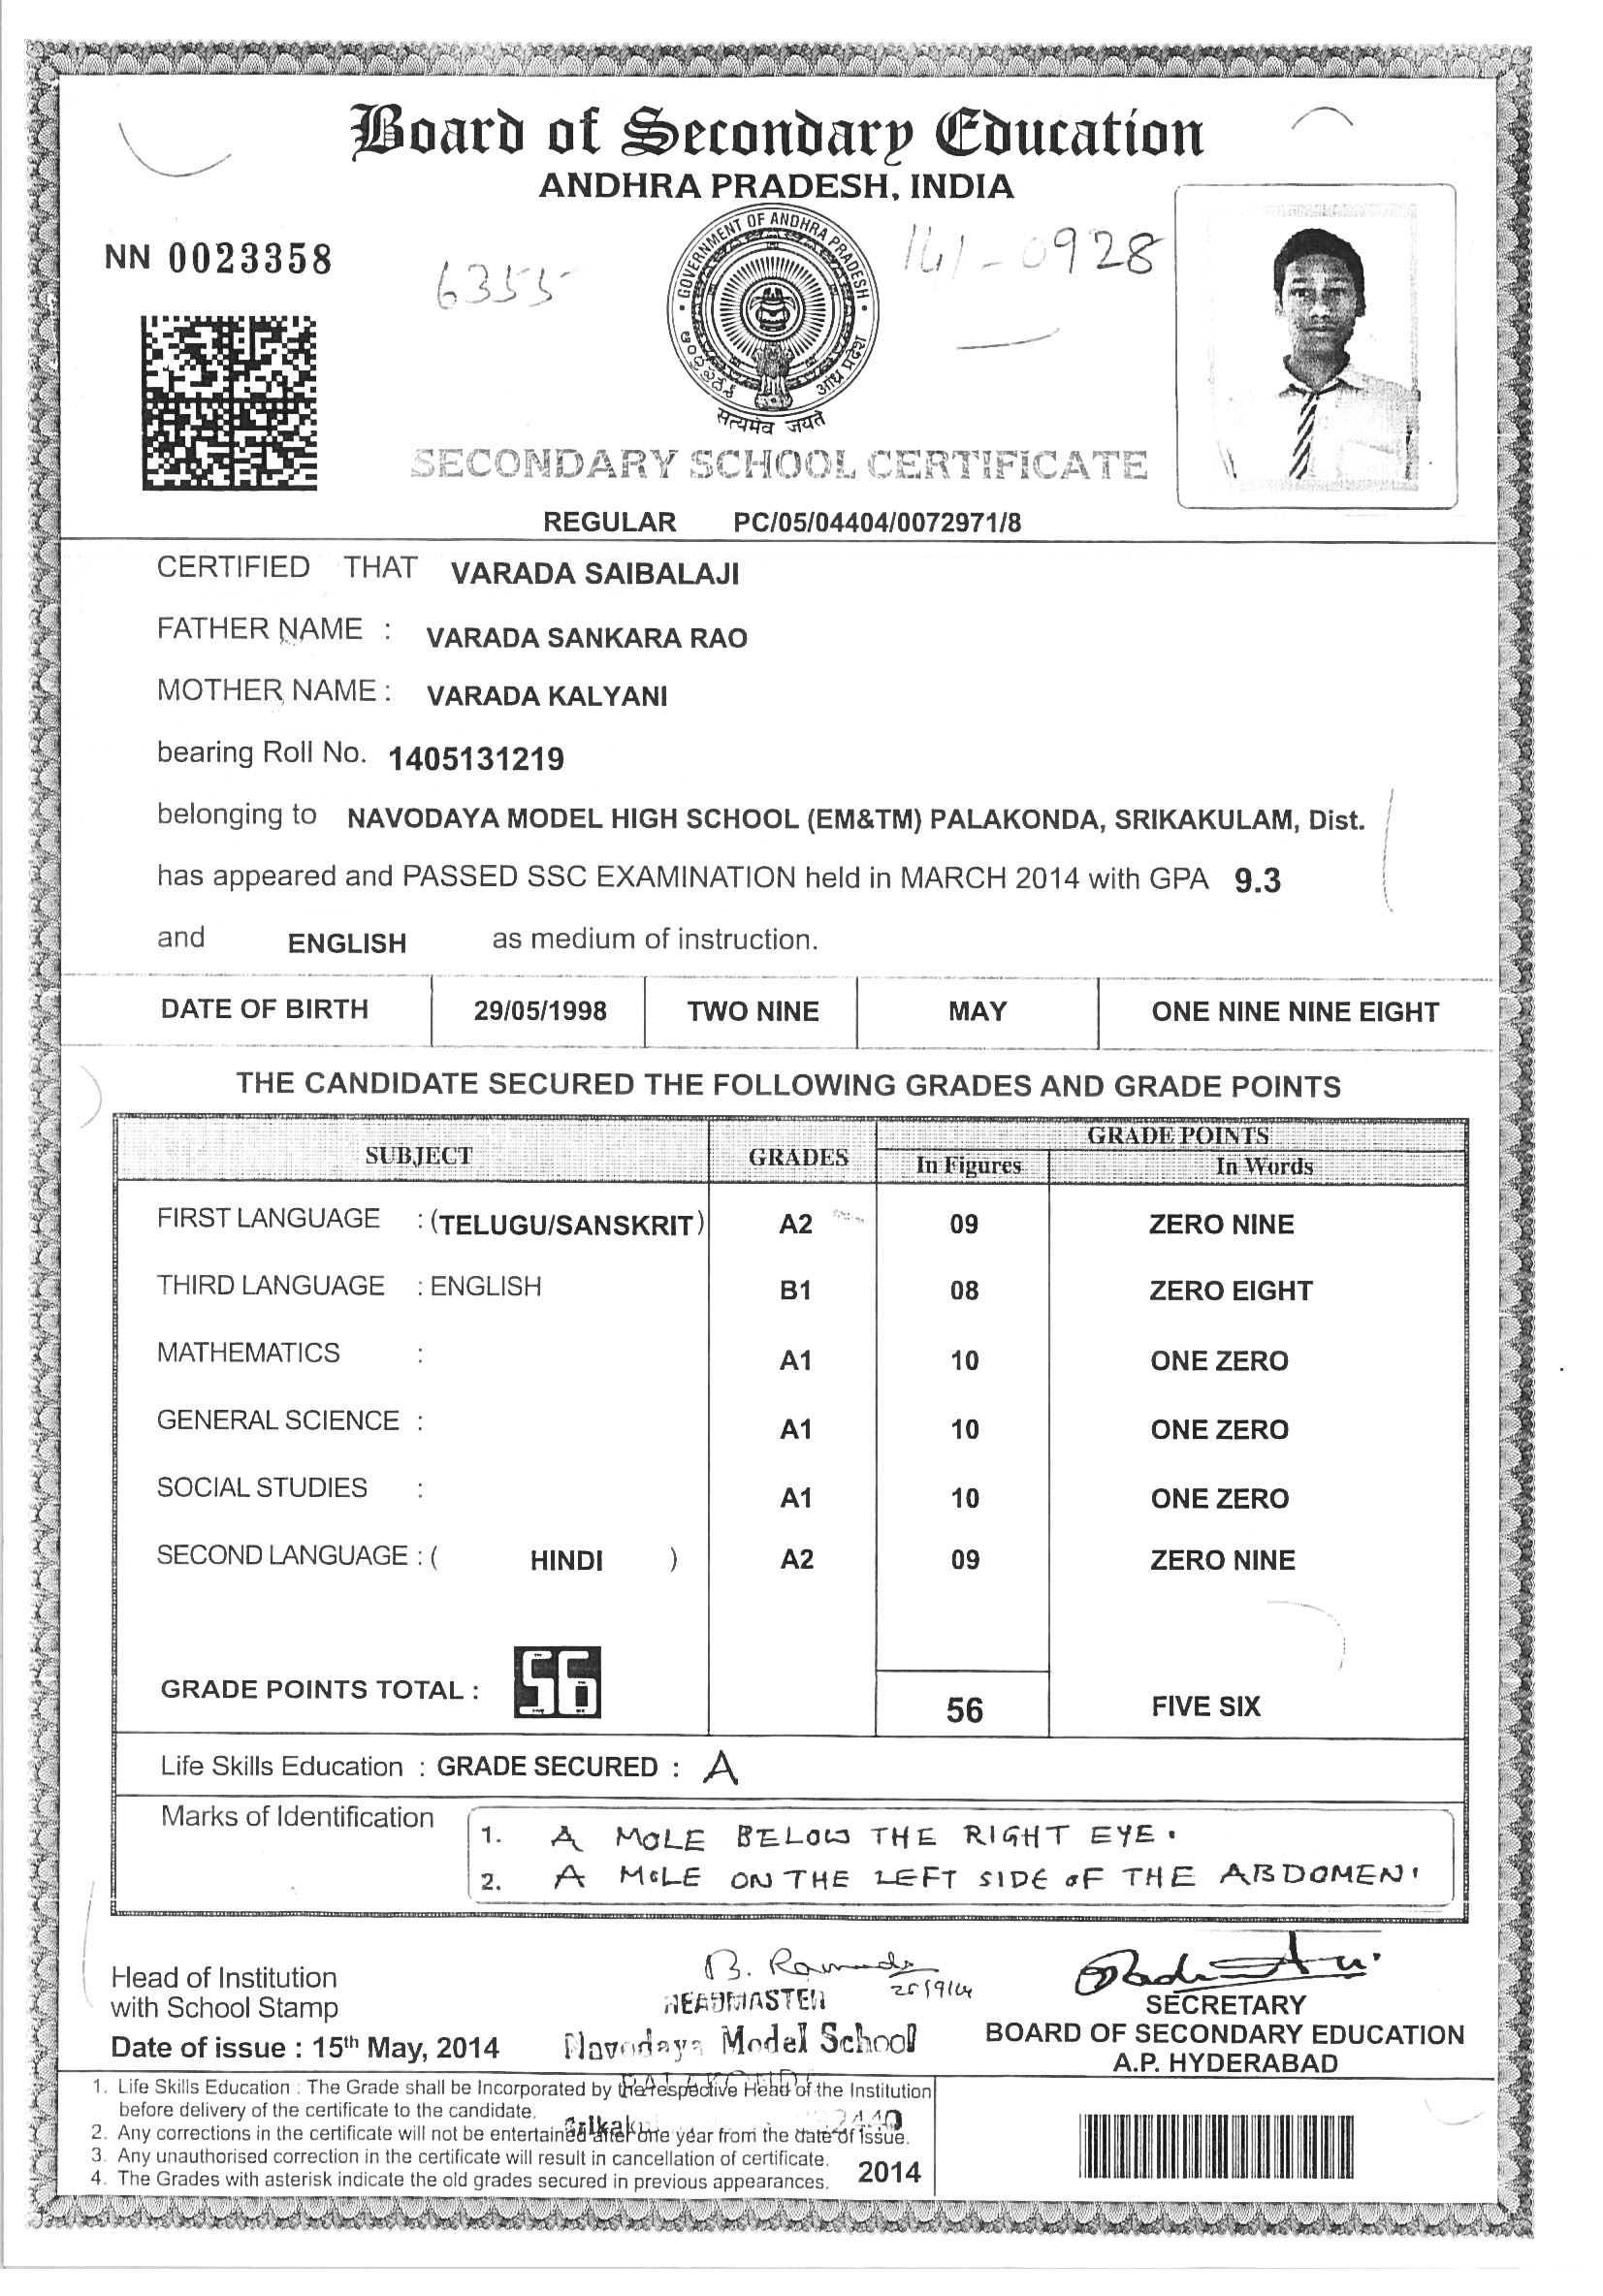 Board of Secondary Education
ANDHRA PRADESH, INDIA
NN 0023358
6355
141-0928
GOVERNMENT OF ANDHRA PRADESH
ఆంధ్రప్రదేశ్
आंध्र प्रदेश
सत्यमेव जयते
SECONDARY SCHOOL CERTIFICATE
REGULAR PC/05/04404/0072971/8
CERTIFIED THAT VARADA SAIBALAJI
FATHER NAME : VARADA SANKARA RAO
MOTHER NAME : VARADA KALYANI
bearing Roll No. 1405131219
belonging to NAVODAYA MODEL HIGH SCHOOL (EM&TM) PALAKONDA, SRIKAKULAM, Dist.
has appeared and PASSED SSC EXAMINATION held in MARCH 2014 with GPA 9.3
and ENGLISH as medium of instruction.
DATE OF BIRTH 29/05/1998 TWO NINE MAY ONE NINE NINE EIGHT
THE CANDIDATE SECURED THE FOLLOWING GRADES AND GRADE POINTS
SUBJECT GRADES GRADE POINTS
In Figures In Words
FIRST LANGUAGE : (TELUGU/SANSKRIT) A2 09 ZERO NINE
THIRD LANGUAGE : ENGLISH B1 08 ZERO EIGHT
MATHEMATICS : A1 10 ONE ZERO
GENERAL SCIENCE : A1 10 ONE ZERO
SOCIAL STUDIES : A1 10 ONE ZERO
SECOND LANGUAGE : ( HINDI ) A2 09 ZERO NINE
GRADE POINTS TOTAL : 56 56 FIVE SIX
Life Skills Education : GRADE SECURED : A
Marks of Identification
1. A MOLE BELOW THE RIGHT EYE.
2. A MOLE ON THE LEFT SIDE OF THE ABDOMEN.
Head of Institution
with School Stamp
Date of issue : 15th May, 2014
B.
HEADMASTER
Navodaya Model School
SECRETARY
BOARD OF SECONDARY EDUCATION
A.P. HYDERABAD
1. Life Skills Education : The Grade shall be Incorporated by the respective Head of the Institution
before delivery of the certificate to the candidate.
2. Any corrections in the certificate will not be entertained after one year from the date of issue.
3. Any unauthorised correction in the certificate will result in cancellation of certificate.
4. The Grades with asterisk indicate the old grades secured in previous appearances.
2014